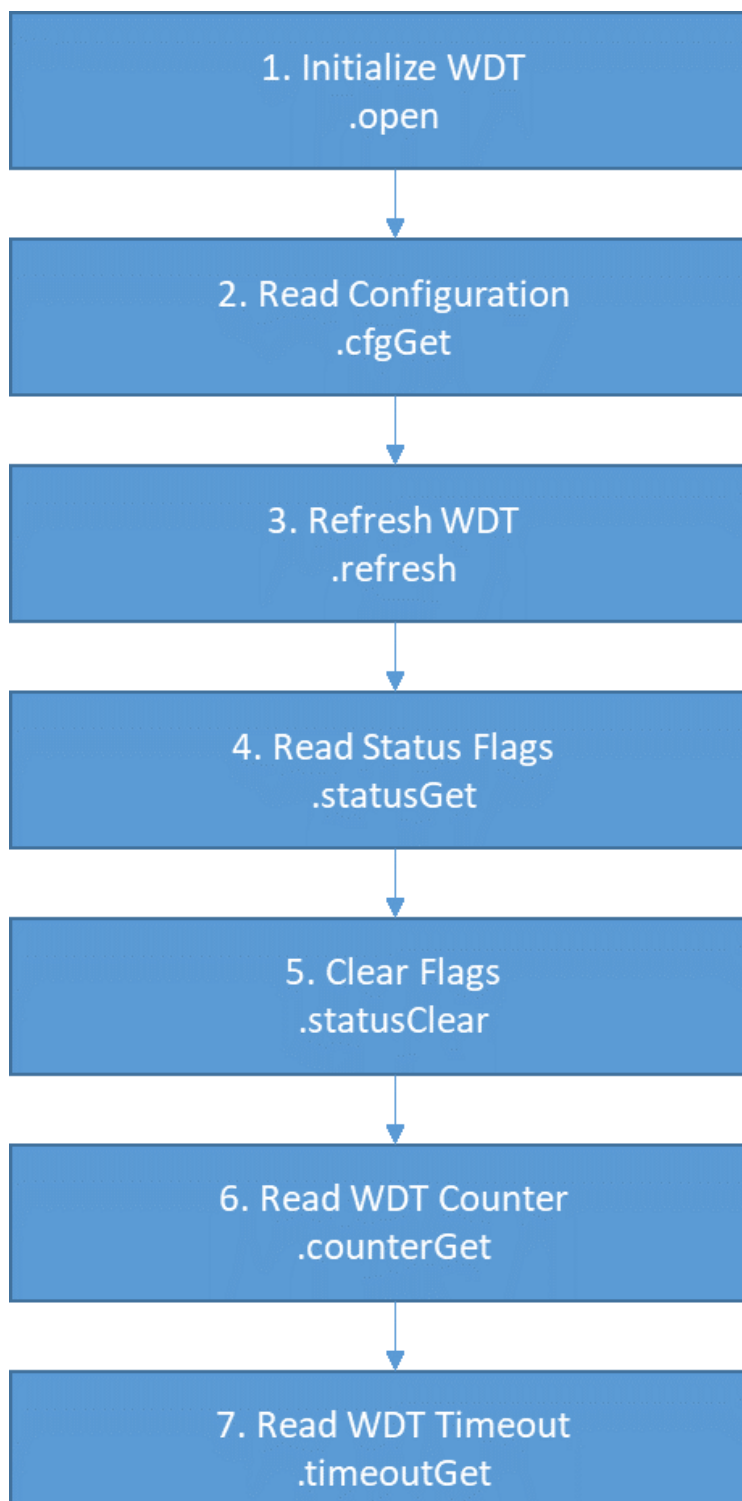 1. Initialize WDT
.open
2. Read Configuration
.cfgGet
3. Refresh WDT
.refresh
4. Read Status Flags
.statusGet
5. Clear Flags
.statusClear
6. Read WDT Counter
.counterGet
7. Read WDT Timeout
.timeoutGet